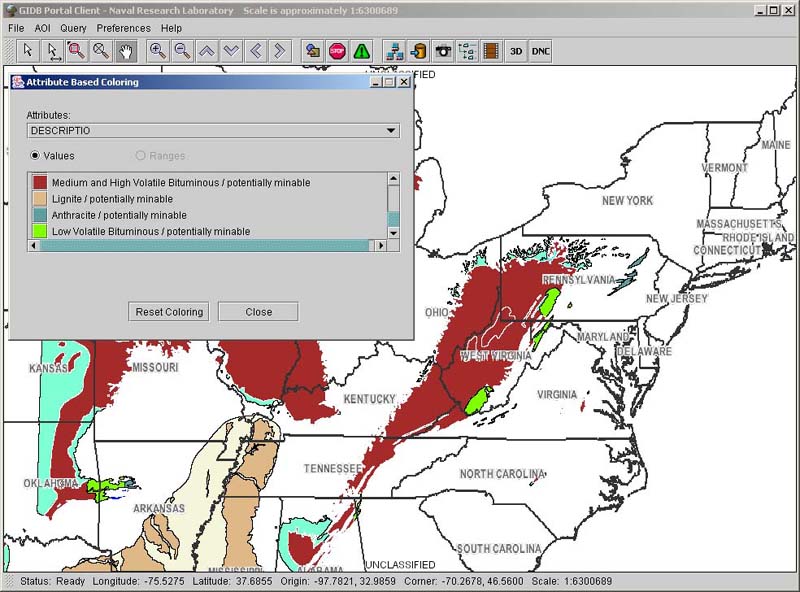 GIDB Portal Client - Naval Research Laboratory Scale is approximately 1:6300689
File AOI Query Preferences Help
STOP 3D DNC
UNCLASSIFIED
Attribute Based Coloring
Attributes:
DESCRIPTIO
Values Ranges
Medium and High Volatile Bituminous / potentially minable
Lignite / potentially minable
Anthracite / potentially minable
Low Volatile Bituminous / potentially minable
Reset Coloring Close
MAINE
VERMONT
NEW YORK
MASSACHUSETTS
RHODE ISLAND
CONNECTICUT
PENNSYLVANIA
NEW JERSEY
OHIO
MARYLAND
DELAWARE
WEST VIRGINIA
KANSAS
MISSOURI
KENTUCKY
VIRGINIA
TENNESSEE
NORTH CAROLINA
OKLAHOMA
ARKANSAS
SOUTH CAROLINA
UNCLASSIFIED
MISSISSIPPI
ALABAMA
Status: Ready Longitude: -75.5275 Latitude: 37.6855 Origin: -97.7821, 32.9859 Corner: -70.2678, 46.5600 Scale: 1:6300689